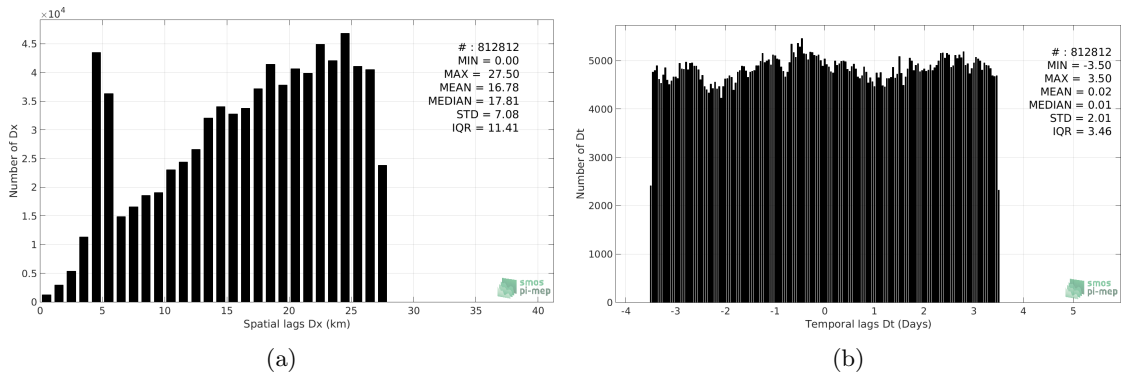 ×10⁴
4.5
4
3.5
3
2.5
2
1.5
1
0.5
0
Number of Dx
# : 812812
MIN = 0.00
MAX = 27.50
MEAN = 16.78
MEDIAN = 17.81
STD = 7.08
IQR = 11.41
smos
pi-mep
0 5 10 15 20 25 30 35 40
Spatial lags Dx (km)
(a)
5000
4000
3000
2000
1000
0
Number of Dt
# : 812812
MIN = -3.50
MAX = 3.50
MEAN = 0.02
MEDIAN = 0.01
STD = 2.01
IQR = 3.46
smos
pi-mep
-4 -3 -2 -1 0 1 2 3 4 5
Temporal lags Dt (Days)
(b)